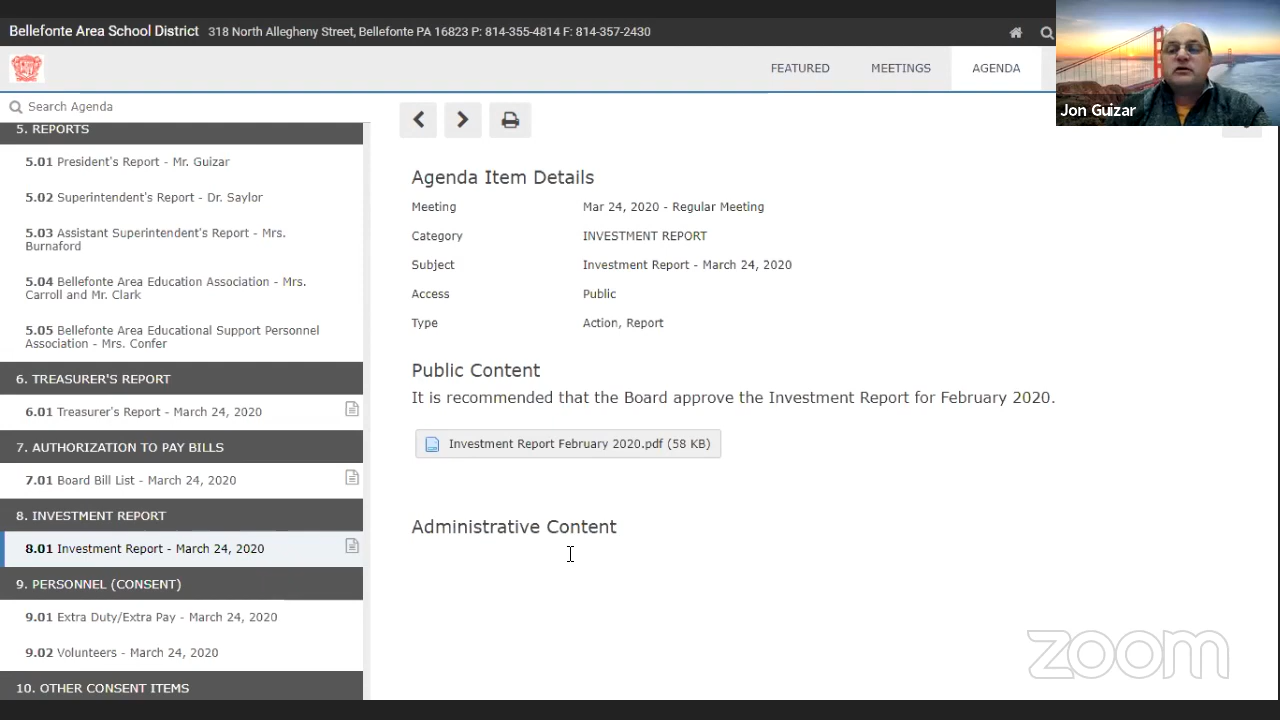 Bellefonte Area School District 318 North Allegheny Street, Bellefonte PA 16823 P: 814-355-4814 F: 814-357-2430
FEATURED MEETINGS AGENDA
Jon Guizar
Search Agenda
5. REPORTS
5.01 President's Report - Mr. Guizar
5.02 Superintendent's Report - Dr. Saylor
5.03 Assistant Superintendent's Report - Mrs.
Burnaford
5.04 Bellefonte Area Education Association - Mrs.
Carroll and Mr. Clark
5.05 Bellefonte Area Educational Support Personnel
Association - Mrs. Confer
6. TREASURER'S REPORT
6.01 Treasurer's Report - March 24, 2020
7. AUTHORIZATION TO PAY BILLS
7.01 Board Bill List - March 24, 2020
8. INVESTMENT REPORT
8.01 Investment Report - March 24, 2020
9. PERSONNEL (CONSENT)
9.01 Extra Duty/Extra Pay - March 24, 2020
9.02 Volunteers - March 24, 2020
10. OTHER CONSENT ITEMS
Agenda Item Details
Meeting Mar 24, 2020 - Regular Meeting
Category INVESTMENT REPORT
Subject Investment Report - March 24, 2020
Access Public
Type Action, Report
Public Content
It is recommended that the Board approve the Investment Report for February 2020.
Investment Report February 2020.pdf (58 KB)
Administrative Content
zoom